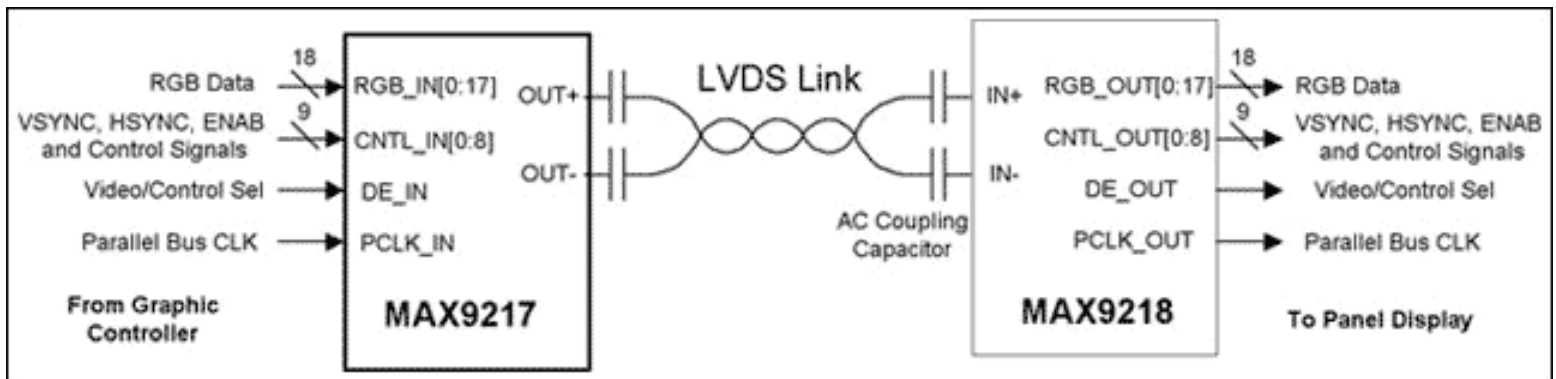 18
RGB Data
RGB_IN[0:17]
9
VSYNC, HSYNC, ENAB
and Control Signals
CNTL_IN[0:8]
Video/Control Sel
DE_IN
Parallel Bus CLK
PCLK_IN
From Graphic
Controller
MAX9217
OUT+
OUT-
LVDS Link
AC Coupling
Capacitor
IN+
IN-
RGB_OUT[0:17]
18
RGB Data
CNTL_OUT[0:8]
9
VSYNC, HSYNC, ENAB
and Control Signals
DE_OUT
Video/Control Sel
PCLK_OUT
Parallel Bus CLK
MAX9218
To Panel Display